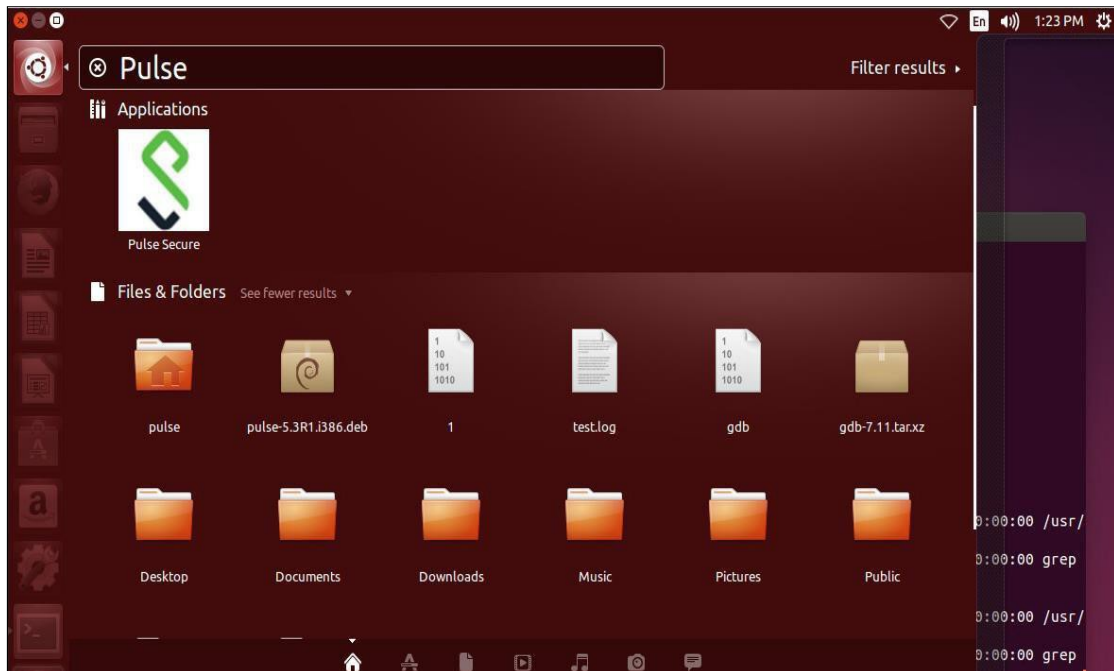 En 1:23 PM
Pulse
Filter results
Applications
Pulse Secure
Files & Folders See fewer results
1
10
101
1010
1
10
101
1010
pulse pulse-5.3R1.i386.deb 1 test.log gdb gdb-7.11.tar.xz
Desktop Documents Downloads Music Pictures Public
0:00:00 /usr/
0:00:00 grep
0:00:00 /usr/
0:00:00 grep